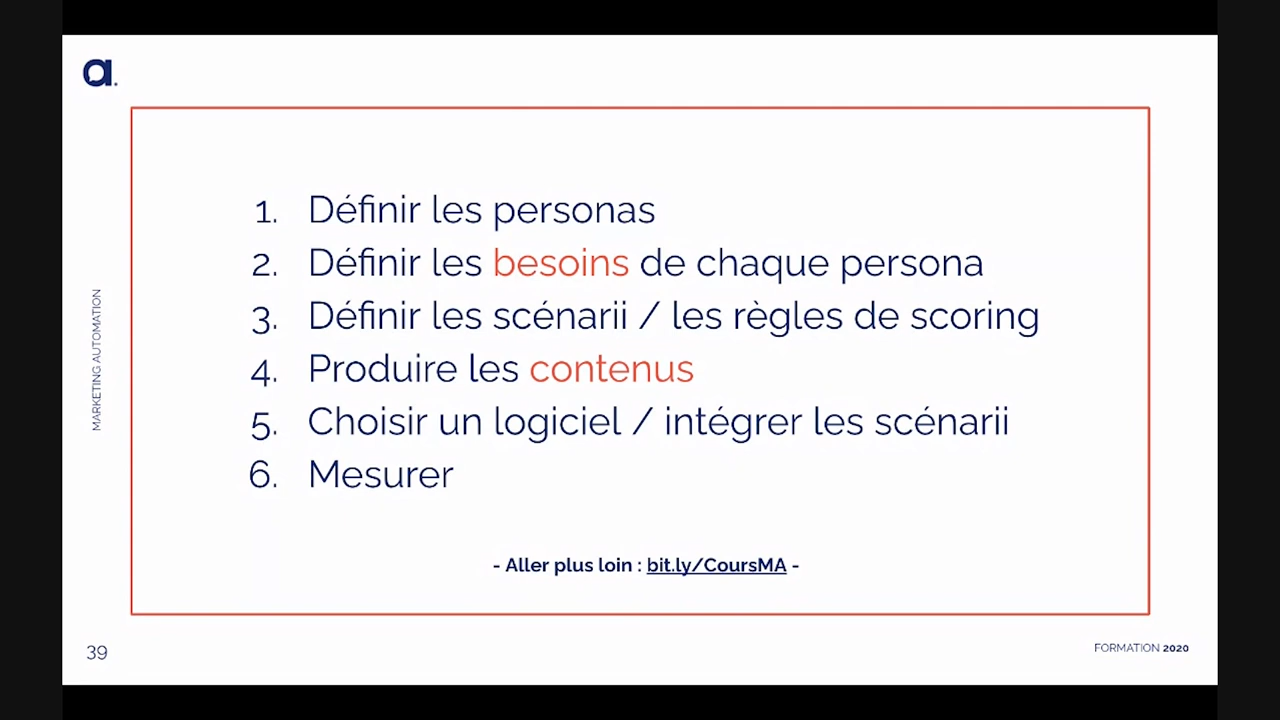 a.
1. Définir les personas
2. Définir les besoins de chaque persona
3. Définir les scénarii / les règles de scoring
4. Produire les contenus
5. Choisir un logiciel / intégrer les scénarii
6. Mesurer
- Aller plus loin : bit.ly/CoursMA -
MARKETING AUTOMATION
39
FORMATION 2020